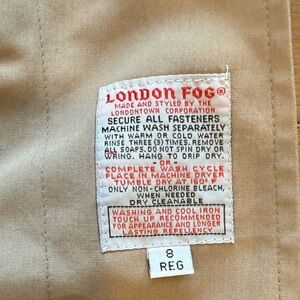 LONDON FOG®
MADE AND STYLED BY THE
LONDONTOWN CORPORATION
SECURE ALL FASTENERS
MACHINE WASH SEPARATELY
WITH WARM OR COLD WATER
RINSE THREE (3) TIMES. REMOVE
ALL SOAPS. DO NOT SPIN DRY OR
WRING. HANG TO DRIP DRY.
- OR -
COMPLETE WASH CYCLE
PLACE IN MACHINE DRYER
TUMBLE DRY AT 160° F
ONLY NON-CHLORINE BLEACH,
WHEN NEEDED
DRY CLEANABLE
WASHING AND COOL IRON
TOUCH UP RECOMMENDED
FOR APPEARANCE AND LONGER
LASTING REPELLENCY
8
REG